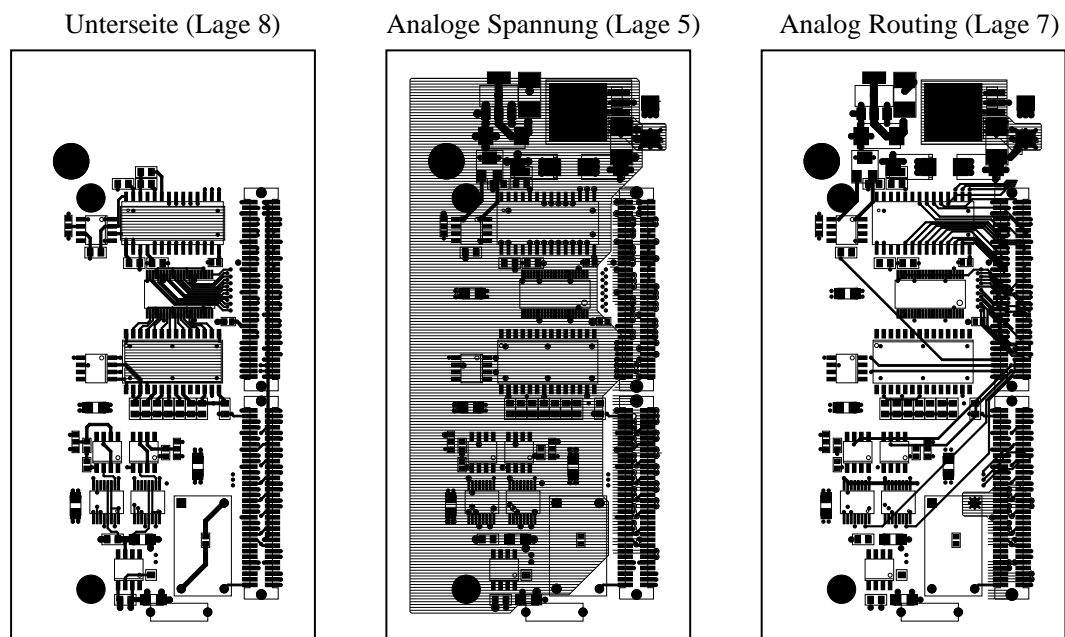 Unterseite (Lage 8)
Analoge Spannung (Lage 5)
Analog Routing (Lage 7)